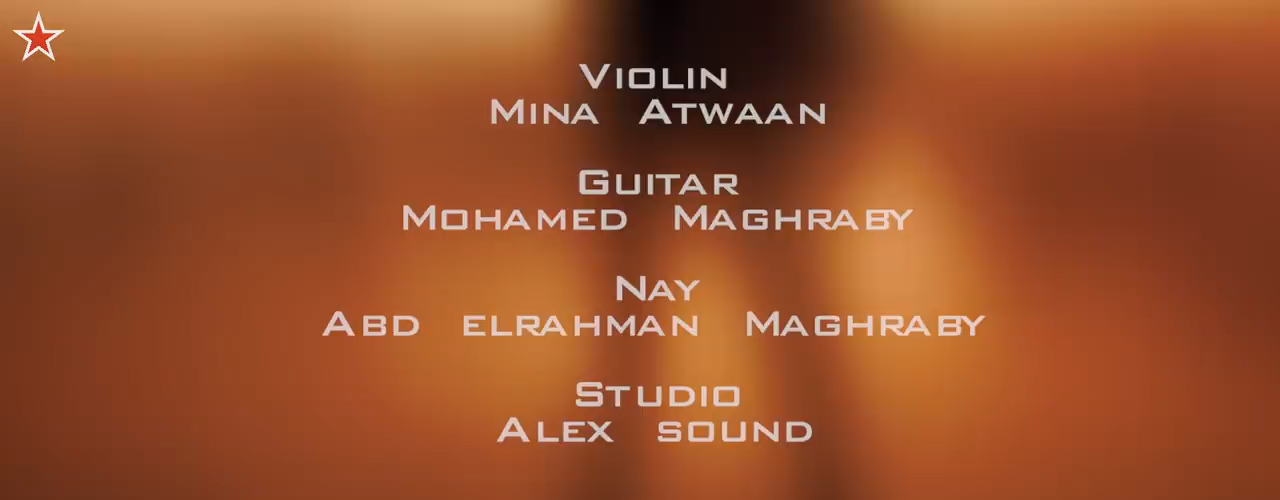 Violin
Mina Atwaan
Guitar
Mohamed Maghraby
Nay
Abd elrahman Maghraby
Studio
Alex sound